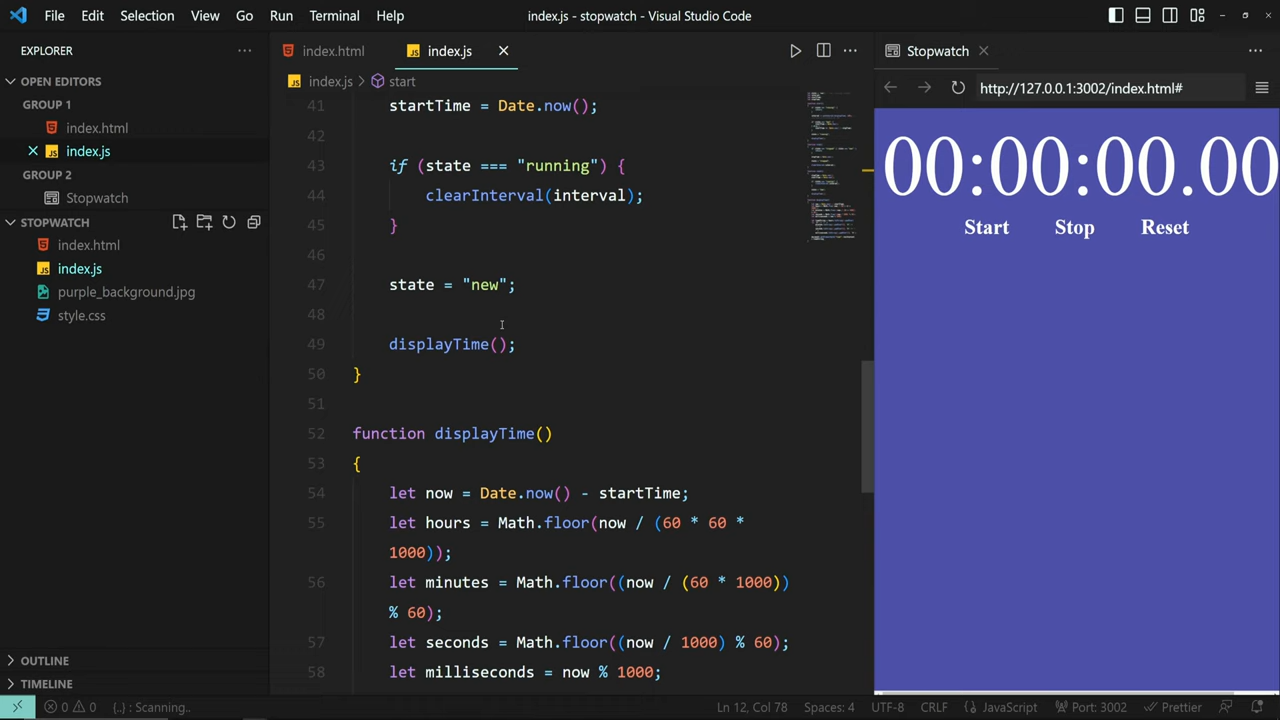 File Edit Selection View Go Run Terminal Help
index.js - stopwatch - Visual Studio Code
EXPLORER
OPEN EDITORS
GROUP 1
index.html
index.js
GROUP 2
Stopwatch
STOPWATCH
index.html
index.js
purple_background.jpg
style.css
OUTLINE
TIMELINE
index.html
JS index.js
JS index.js > start
41 startTime = Date.now();
42
43 if (state === "running") {
44 clearInterval(interval);
45 }
46
47 state = "new";
48
49 displayTime();
50 }
51
52 function displayTime()
53 {
54 let now = Date.now() - startTime;
55 let hours = Math.floor(now / (60 * 60 *
1000));
56 let minutes = Math.floor((now / (60 * 1000))
% 60);
57 let seconds = Math.floor((now / 1000) % 60);
58 let milliseconds = now % 1000;
Stopwatch
http://127.0.0.1:3002/index.html#
00:00:00.0
Start Stop Reset
0 0 {..} : Scanning.. Ln 12, Col 78 Spaces: 4 UTF-8 CRLF {} JavaScript Port: 3002 Prettier